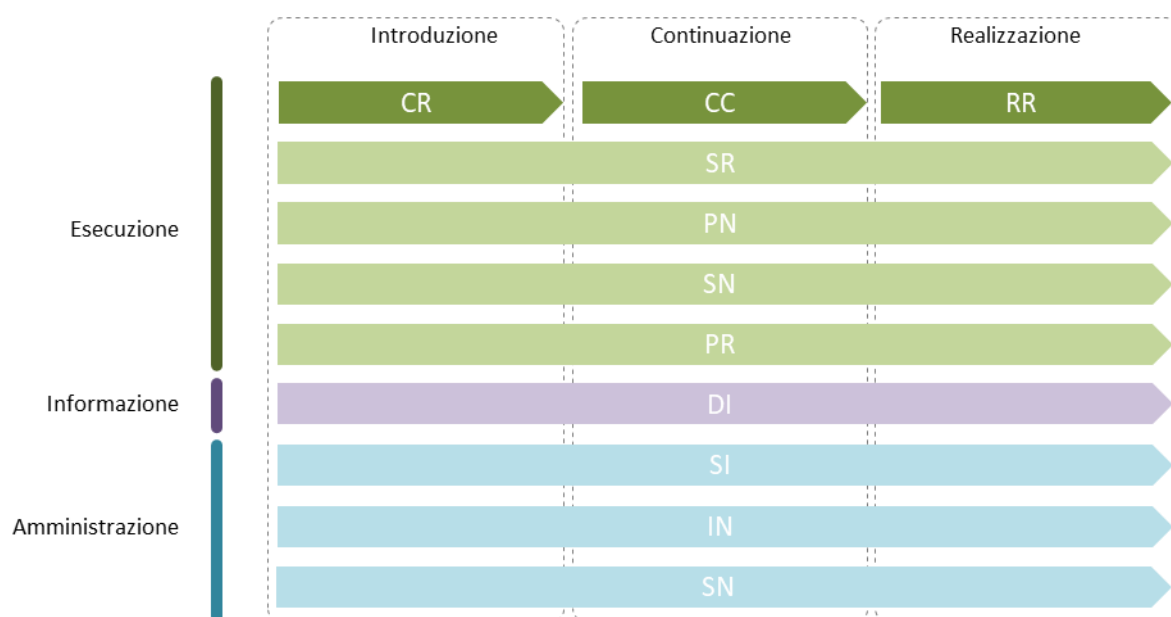 Introduzione Continuazione Realizzazione
CR CC RR
SR
PN
Esecuzione
SN
PR
Informazione DI
SI
Amministrazione IN
SN